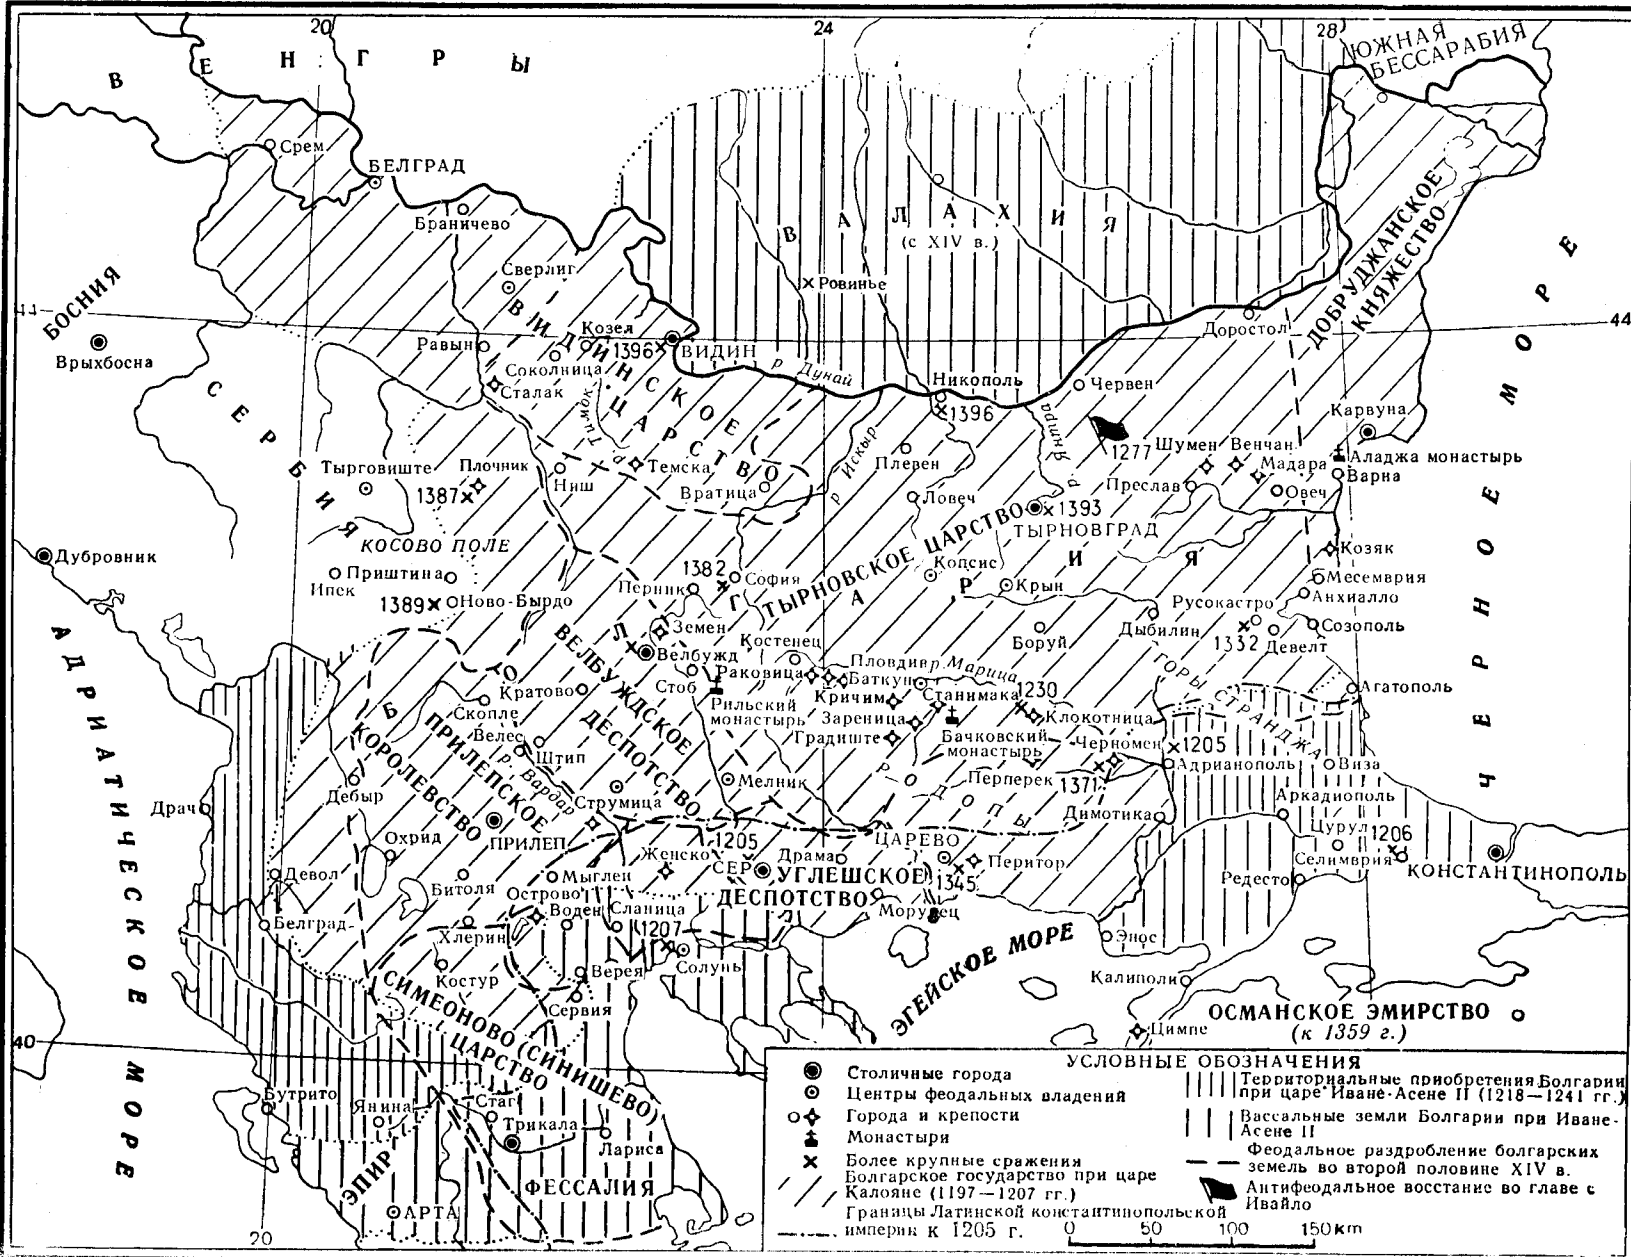 20
24
28
ЮЖНАЯ
БЕССАРАБИЯ
ВЕНГРЫ
Срем
БЕЛГРАД
Браничево
Сверлиг
ВАЛАХИЯ
(с XIV в.)
Ровинье
ДОБРУДЖАНСКОЕ
КНЯЖЕСТВО
ЧЕРНОЕ МОРЕ
БОСНИЯ
Врыхбосна
44
Доростол
ВИДИНСКОЕ
ЦАРСТВО
Козел
1396
ВИДИН
Равын
Соколница
Сталак
р. Тимок
р Дунай
Никополь
1396
Червен
р Янтра
Карвуна
СЕРБИЯ
Тырговиште
Плочник
1387
Ниш
Темска
Вратица
р Искыр
Плевен
1277
Шумен
Венчан
Мадара
Аладжа монастырь
Варна
Преслав
Овеч
Ловеч
1393
ТЫРНОВГРАД
ТЫРНОВСКОЕ ЦАРСТВО
Дубровник
КОСОВО ПОЛЕ
Приштина
Ипек
1389
Ново-Бырдо
1382
София
Перник
Копсис
Крын
Козяк
Месемврия
Анхиалло
Русокастро
1332
Девелт
Созополь
Дыбилин
Боруй
БЪЛГАРИЯ
Земен
Велбужд
Костенец
Раковица
Пловдив
р. Марица
Баткун
Стоб
Рильский
монастырь
Кричим
Станимака
1230
Клокотница
Зареница
Градиште
Бачковский
монастырь
ГОРЫ СТРАНДЖА
Агатополь
АДРИАТИЧЕСКОЕ МОРЕ
ВЕЛБУЖДСКОЕ
ДЕСПОТСТВО
Кратово
Скопле
Велес
Штип
р. Вардар
КОРОЛЕВСТВО
ПРИЛЕПСКОЕ
Черномен
1371
1205
Адрианополь
Виза
Перперек
РОДОПЫ
Мелник
Струмица
Дебыр
Драч
Охрид
ПРИЛЕП
Димотика
Аркадиополь
Цурул
1206
Селимврия
КОНСТАНТИНОПОЛЬ
Редесто
ЦАРЕВО
Перитор
1345
1205
Женско
СЕР
Драма
УГЛЕШСКОЕ
ДЕСПОТСТВО
Морунец
Девол
Белград
Битоля
Мыглен
Острово
Воден
Сланица
1207
Хлерин
Костур
Верея
Солунь
Сервия
Энос
Калиполи
Цимпе
ЭГЕЙСКОЕ МОРЕ
ОСМАНСКОЕ ЭМИРСТВО
(к 1359 г.)
40
СИМЕОНОВО (СИНИШЕВО)
ЦАРСТВО
Бутрито
Янина
Стаг
Трикала
Лариса
ЭПИР
ФЕССАЛИЯ
АРТА
20
УСЛОВНЫЕ ОБОЗНАЧЕНИЯ
Столичные города
Центры феодальных владений
Города и крепости
Монастыри
Более крупные сражения
Болгарское государство при царе
Калояне (1197—1207 гг.)
Границы Латинской константинопольской
империи к 1205 г.
Территориальные приобретения Болгарии
при царе Иване-Асене II (1218—1241 гг.)
Вассальные земли Болгарии при Иване-
Асене II
Феодальное раздробление болгарских
земель во второй половине XIV в.
Антифеодальное восстание во главе с
Ивайло
0 50 100 150 km